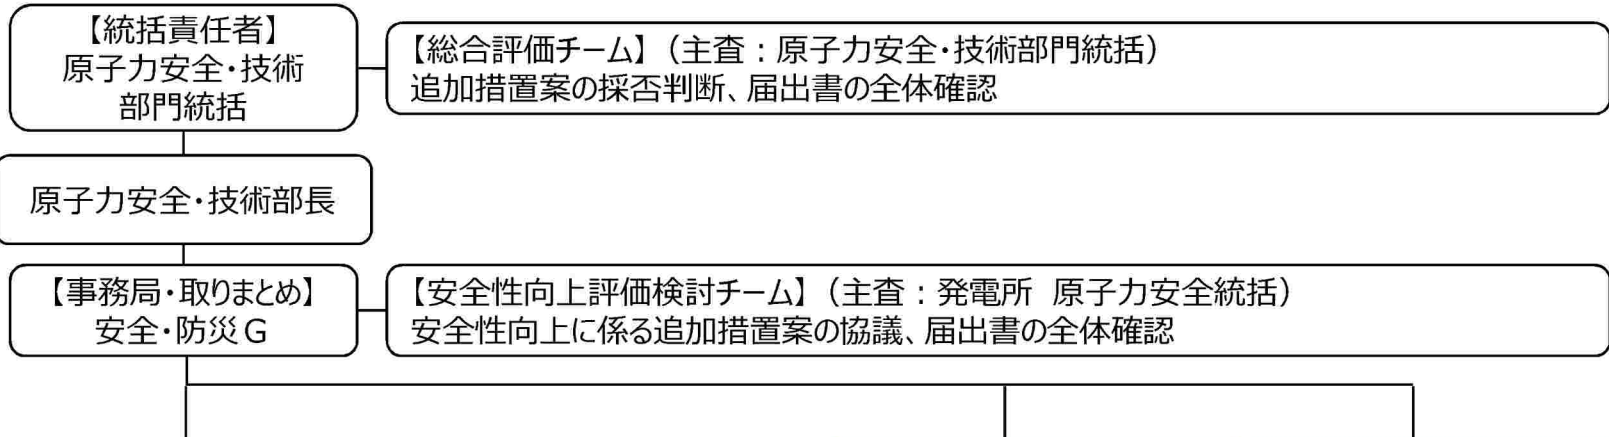 【統括責任者】
原子力安全・技術
部門統括
【総合評価チーム】（主査：原子力安全・技術部門統括）
追加措置案の採否判断、届出書の全体確認
原子力安全・技術部長
【事務局・取りまとめ】
安全・防災Ｇ
【安全性向上評価検討チーム】（主査：発電所 原子力安全統括）
安全性向上に係る追加措置案の協議、届出書の全体確認